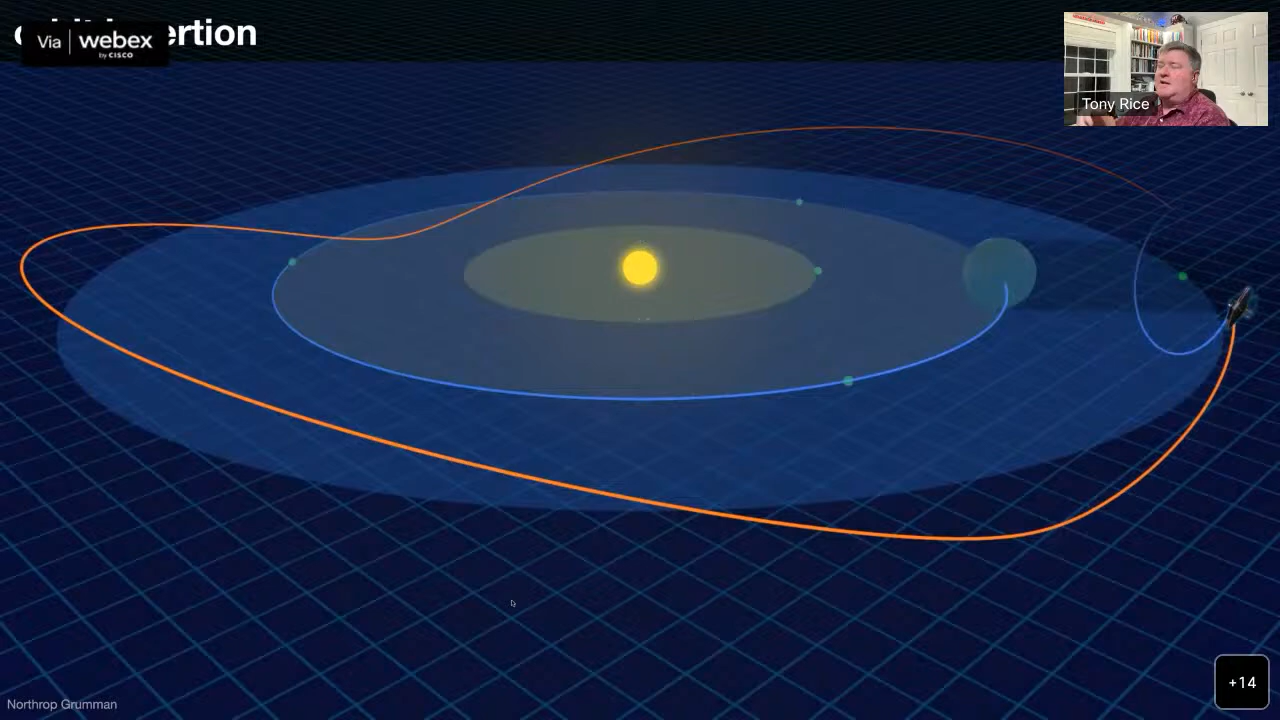 ertion
Via | webex
by CISCO
Tony Rice
+14
Northrop Grumman